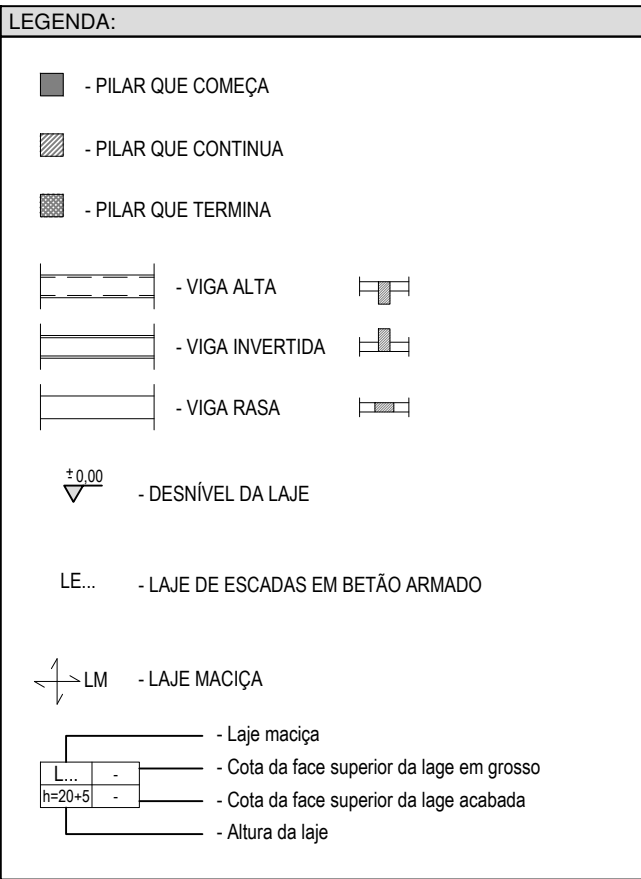 LEGENDA:
- PILAR QUE COMEÇA
- PILAR QUE CONTINUA
- PILAR QUE TERMINA
- VIGA ALTA
- VIGA INVERTIDA
- VIGA RASA
± 0,00
- DESNÍVEL DA LAJE
LE... - LAJE DE ESCADAS EM BETÃO ARMADO
LM - LAJE MACIÇA
- Laje maciça
L... - - Cota da face superior da lage em grosso
h=20+5 - - Cota da face superior da lage acabada
- Altura da laje